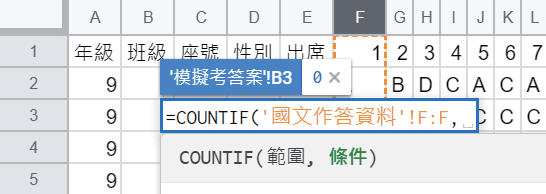 A B C D E F G H I J K L
1 年級 班級 座號 性別 出席 1 2 3 4 5 6 7
'模擬考答案'!B3 0 ×
2 9 B D C A C A
3 9 =COUNTIF('國文作答資料'!F:F, C C C
4 9 COUNTIF(範圍, 條件)
5 9